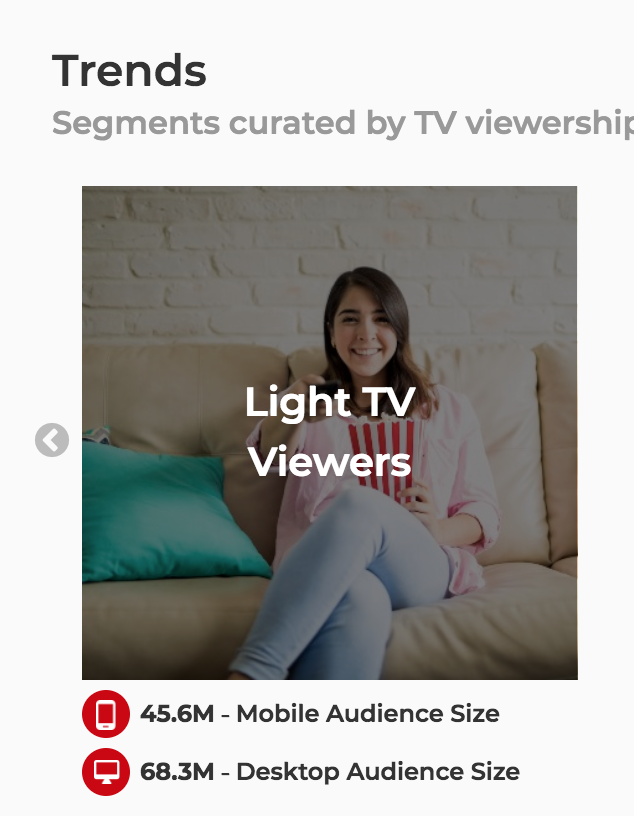 Trends
Segments curated by TV viewership
Light TV
Viewers
45.6M - Mobile Audience Size
68.3M - Desktop Audience Size